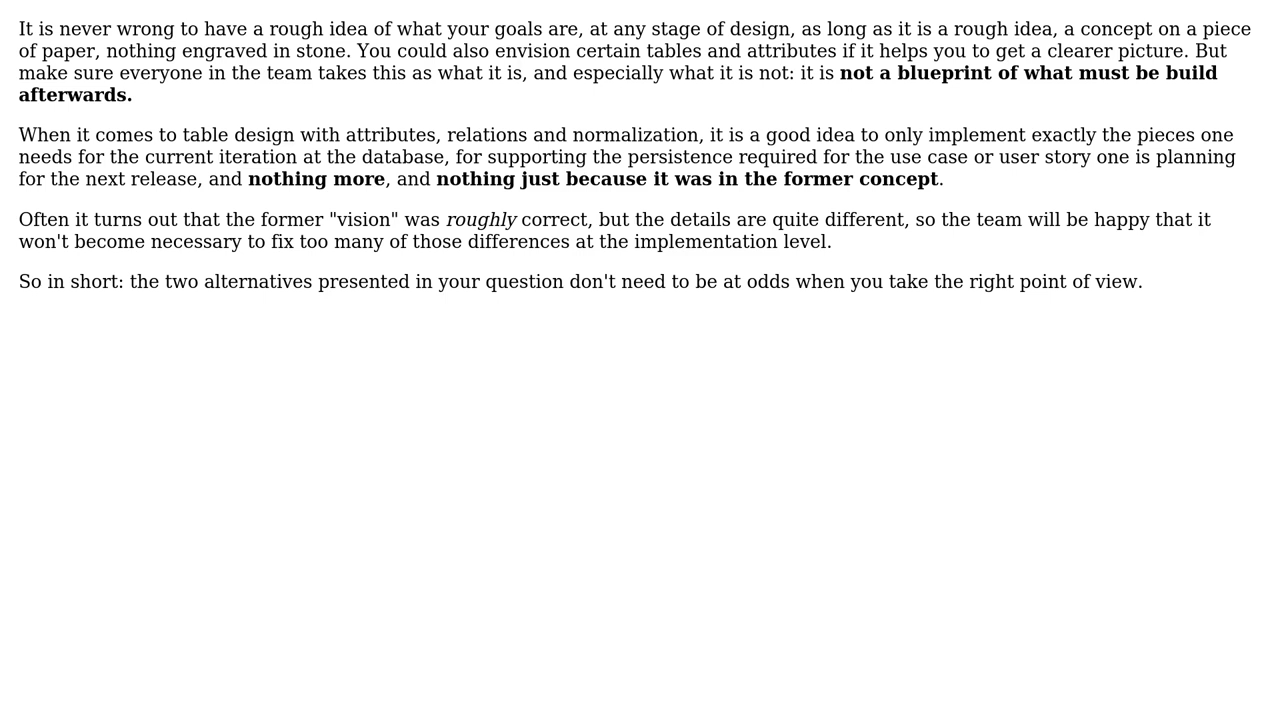 It is never wrong to have a rough idea of what your goals are, at any stage of design, as long as it is a rough idea, a concept on a piece
of paper, nothing engraved in stone. You could also envision certain tables and attributes if it helps you to get a clearer picture. But
make sure everyone in the team takes this as what it is, and especially what it is not: it is not a blueprint of what must be build
afterwards.
When it comes to table design with attributes, relations and normalization, it is a good idea to only implement exactly the pieces one
needs for the current iteration at the database, for supporting the persistence required for the use case or user story one is planning
for the next release, and nothing more, and nothing just because it was in the former concept.
Often it turns out that the former "vision" was roughly correct, but the details are quite different, so the team will be happy that it
won't become necessary to fix too many of those differences at the implementation level.
So in short: the two alternatives presented in your question don't need to be at odds when you take the right point of view.